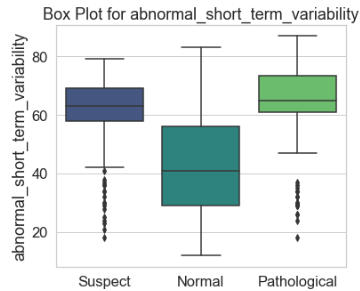 Box Plot for abnormal_short_term_variability
abnormal_short_term_variability
80
60
40
20
Suspect Normal Pathological